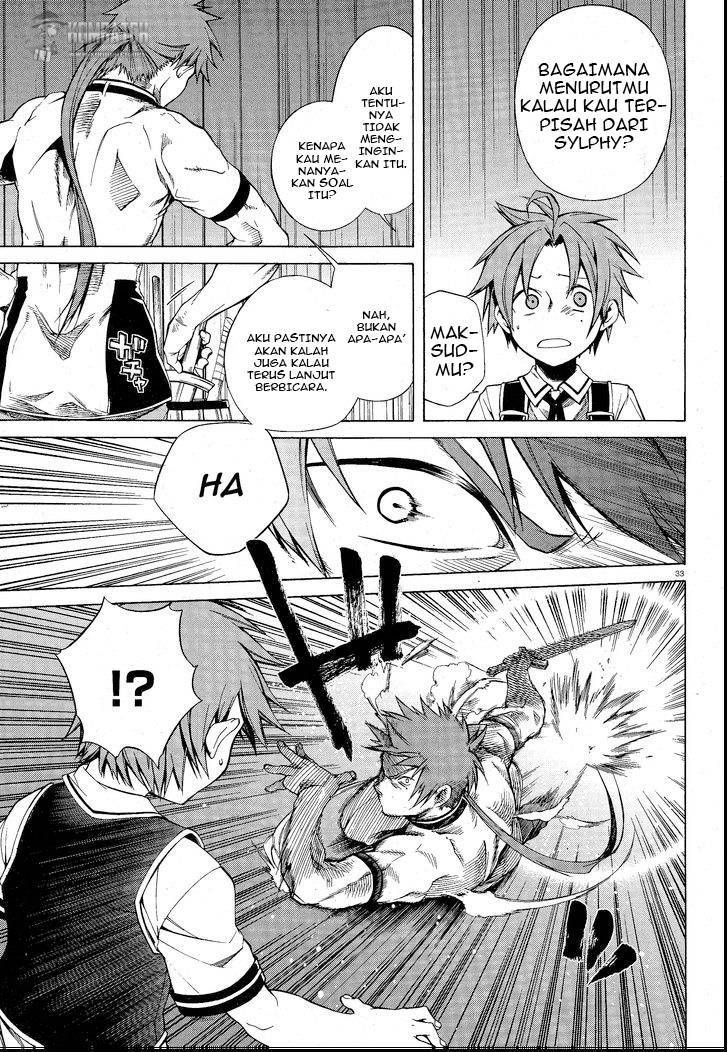 BAGAIMANA
MENURUTMU
KALAU KAU TER-
PISAH DARI
SYLPHY?
MAK-
SUD-
MU?
AKU
TENTU-
NYA
TIDAK
MENG-
INGIN-
KAN ITU.
KENAPA
KAU ME-
NANYA-
KAN SOAL
ITU?
NAH,
BUKAN
APA-APA'
AKU PASTINYA
AKAN KALAH
JUGA KALAU
TERUS LANJUT
BERBICARA.
HA
33
!?